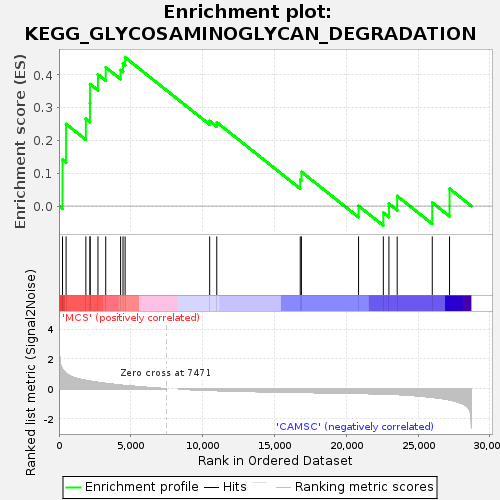 Enrichment plot:
KEGG_GLYCOSAMINOGLYCAN_DEGRADATION
Enrichment score (ES)
0.4
0.3
0.2
0.1
0.0
'MCS' (positively correlated)
Ranked list metric (Signal2Noise)
4
2
0
-2
Zero cross at 7471
'CAMSC' (negatively correlated)
0 5,000 10,000 15,000 20,000 25,000 30,00
Rank in Ordered Dataset
Enrichment profile Hits Ranking metric scores